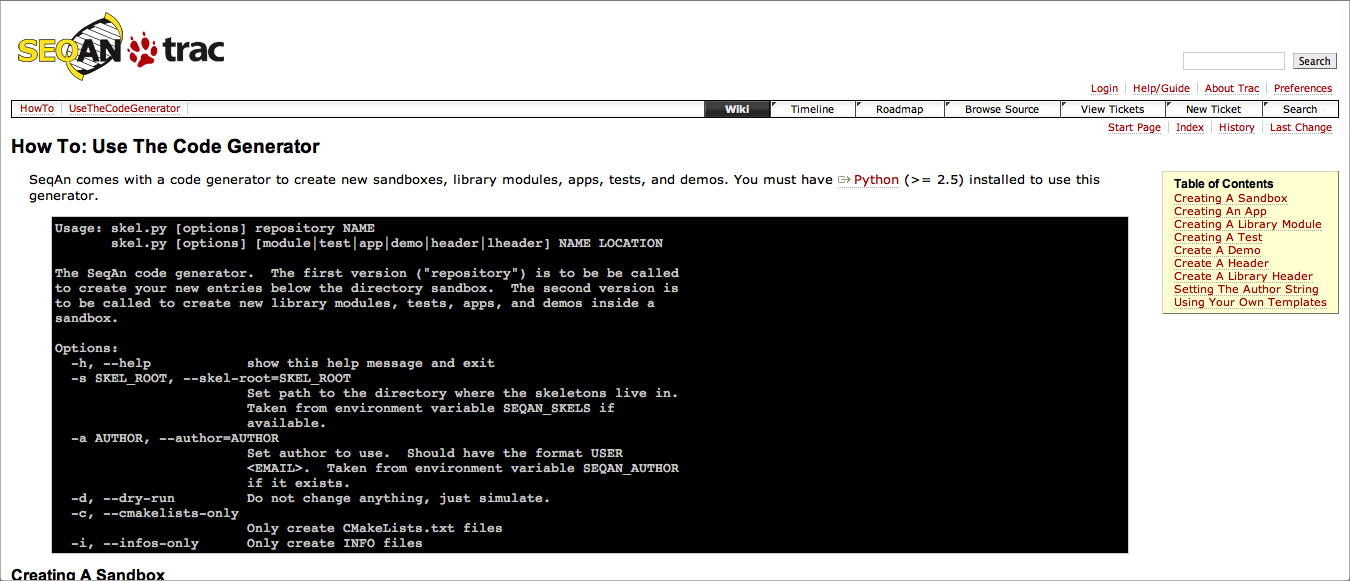 SEQAN trac
Search
Login Help/Guide About Trac Preferences
HowTo UseTheCodeGenerator Wiki Timeline Roadmap Browse Source View Tickets New Ticket Search
Start Page Index History Last Change
How To: Use The Code Generator
SeqAn comes with a code generator to create new sandboxes, library modules, apps, tests, and demos. You must have Python (>= 2.5) installed to use this
generator.
Table of Contents
Creating A Sandbox
Creating An App
Creating A Library Module
Creating A Test
Create A Demo
Create A Header
Create A Library Header
Setting The Author String
Using Your Own Templates
Usage: skel.py [options] repository NAME
skel.py [options] [module|test|app|demo|header|lheader] NAME LOCATION
The SeqAn code generator.  The first version ("repository") is to be be called
to create your new entries below the directory sandbox.  The second version is
to be called to create new library modules, tests, apps, and demos inside a
sandbox.
Options:
-h, --help            show this help message and exit
-s SKEL_ROOT, --skel-root=SKEL_ROOT
Set path to the directory where the skeletons live in.
Taken from environment variable SEQAN_SKELS if
available.
-a AUTHOR, --author=AUTHOR
Set author to use.  Should have the format USER
<EMAIL>.  Taken from environment variable SEQAN_AUTHOR
if it exists.
-d, --dry-run         Do not change anything, just simulate.
-c, --cmakelists-only
Only create CMakeLists.txt files
-i, --infos-only      Only create INFO files
Creating A Sandbox